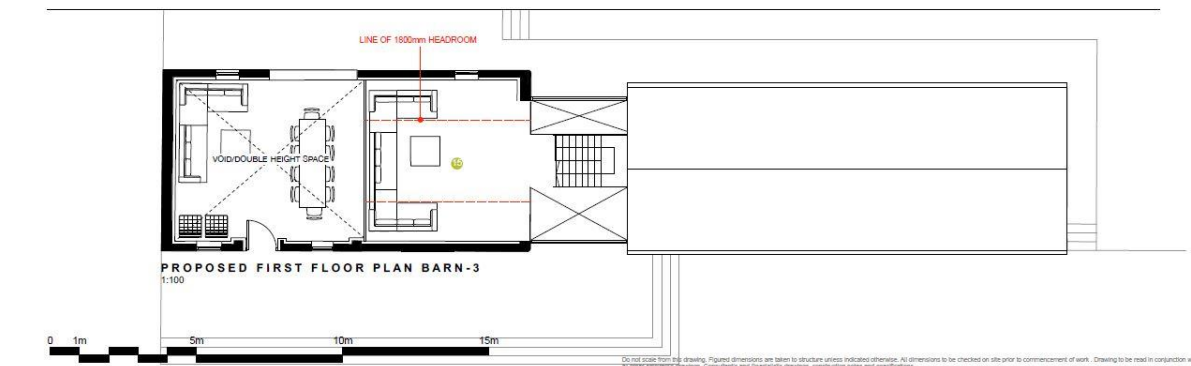 LINE OF 1800mm HEADROOM
VOID/DOUBLE HEIGHT SPACE
15
PROPOSED FIRST FLOOR PLAN BARN-3
1:100
0 1m 5m 10m 15m
Do not scale from this drawing. Figured dimensions are taken to structure unless indicated otherwise. All dimensions to be checked on site prior to commencement of work . Drawing to be read in conjunction